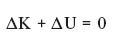 ΔK + ΔU = 0